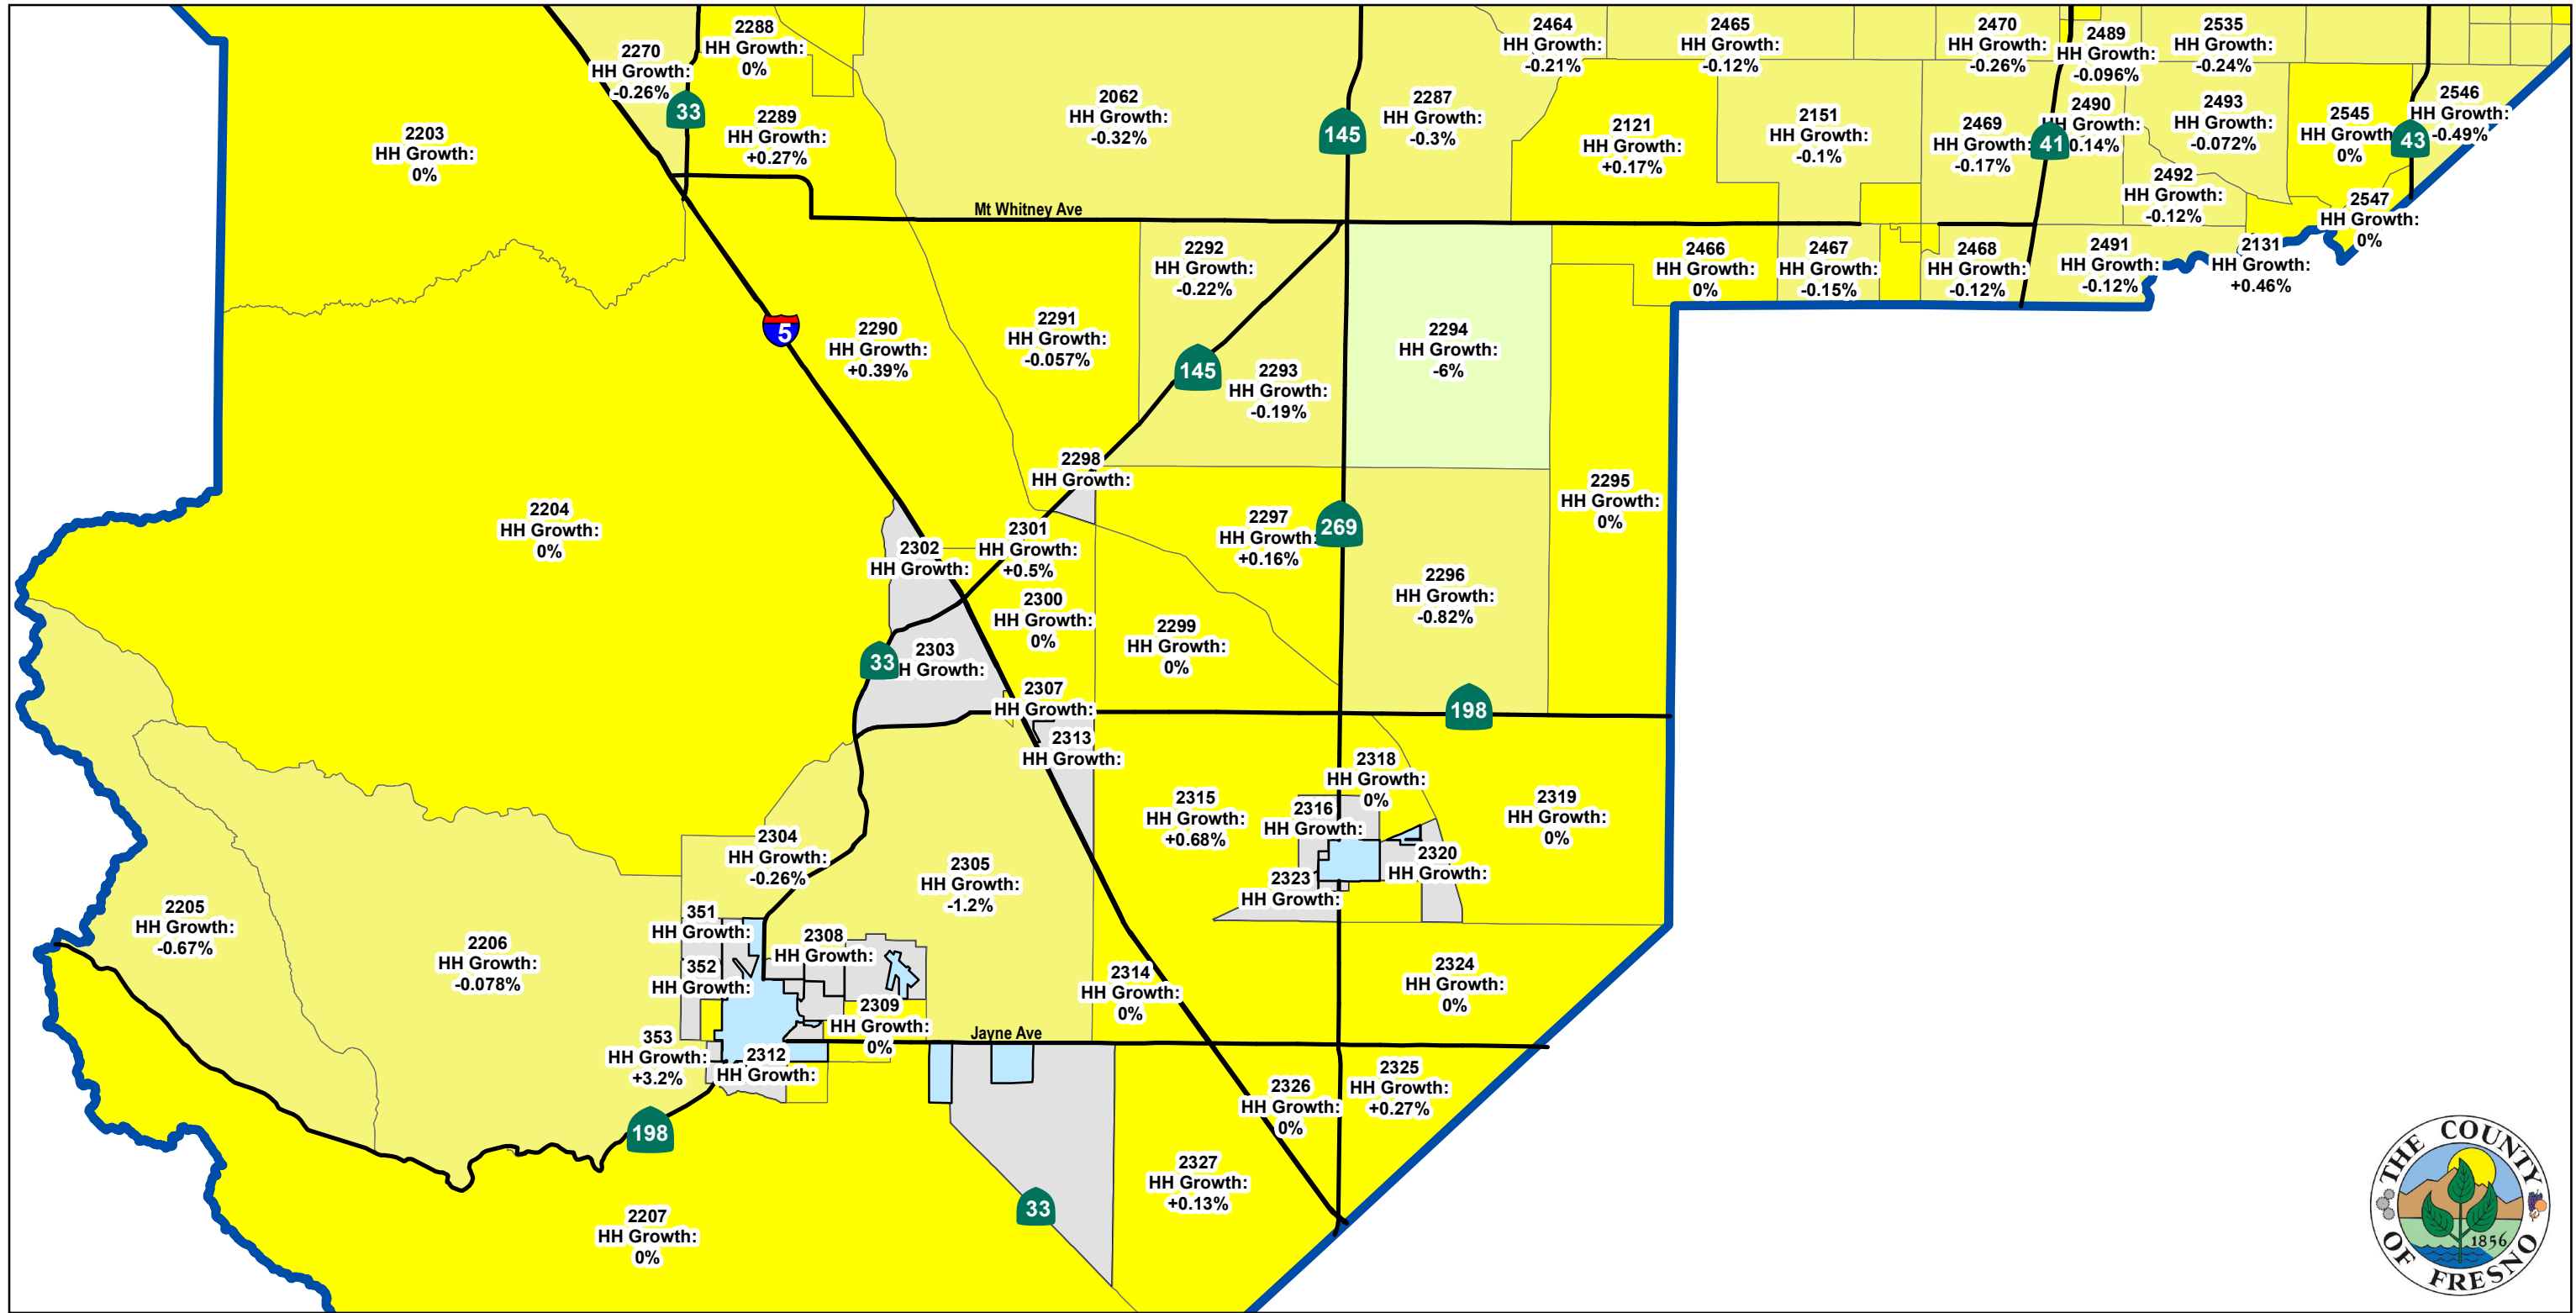 2270
HH Growth:
-0.26%
33
2288
HH Growth:
0%
2289
HH Growth:
+0.27%
2203
HH Growth:
0%
2062
HH Growth:
-0.32%
145
2287
HH Growth:
-0.3%
2464
HH Growth:
-0.21%
2465
HH Growth:
-0.12%
2470
HH Growth:
-0.26%
2489
HH Growth:
-0.096%
2535
HH Growth:
-0.24%
2121
HH Growth:
+0.17%
2151
HH Growth:
-0.1%
2469
HH Growth:
-0.17%
41
2490
HH Growth:
0.14%
2493
HH Growth:
-0.072%
2545
HH Growth
0%
43
2546
HH Growth:
-0.49%
2492
HH Growth:
-0.12%
2547
HH Growth:
0%
Mt Whitney Ave
2466
HH Growth:
0%
2467
HH Growth:
-0.15%
2468
HH Growth:
-0.12%
2491
HH Growth:
-0.12%
2131
HH Growth:
+0.46%
5
2290
HH Growth:
+0.39%
2291
HH Growth:
-0.057%
2292
HH Growth:
-0.22%
145
2293
HH Growth:
-0.19%
2294
HH Growth:
-6%
2295
HH Growth:
0%
2204
HH Growth:
0%
2298
HH Growth:
2301
HH Growth:
+0.5%
2302
HH Growth:
2297
HH Growth:
+0.16%
269
2296
HH Growth:
-0.82%
2300
HH Growth:
0%
2299
HH Growth:
0%
33
2303
H Growth:
2307
HH Growth:
198
2313
HH Growth:
2315
HH Growth:
+0.68%
2318
HH Growth:
0%
2316
HH Growth:
2319
HH Growth:
0%
2320
HH Growth:
2323
HH Growth:
2304
HH Growth:
-0.26%
2305
HH Growth:
-1.2%
2205
HH Growth:
-0.67%
2206
HH Growth:
-0.078%
351
HH Growth:
352
HH Growth:
2308
HH Growth:
2309
HH Growth:
0%
353
HH Growth:
+3.2%
2312
HH Growth:
Jayne Ave
2314
HH Growth:
0%
2324
HH Growth:
0%
2326
HH Growth:
0%
2325
HH Growth:
+0.27%
198
33
2327
HH Growth:
+0.13%
2207
HH Growth:
0%
THE COUNTY
OF FRESNO
1856